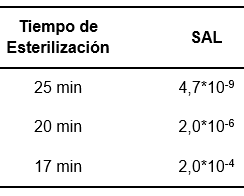 Tiempo de
Esterilización SAL
25 min 4,7*10⁻⁹
20 min 2,0*10⁻⁶
17 min 2,0*10⁻⁴